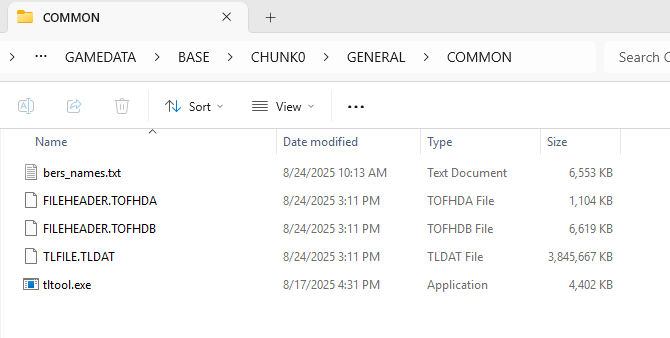 COMMON
GAMEDATA > BASE > CHUNK0 > GENERAL > COMMON
Search C
Sort
View
Name Date modified Type Size
bers_names.txt 8/24/2025 10:13 AM Text Document 6,553 KB
FILEHEADER.TOFHDA 8/24/2025 3:11 PM TOFHDA File 1,104 KB
FILEHEADER.TOFHDB 8/24/2025 3:11 PM TOFHDB File 6,619 KB
TLFILE.TLDAT 8/24/2025 3:11 PM TLDAT File 3,845,667 KB
tltool.exe 8/17/2025 4:31 PM Application 4,402 KB